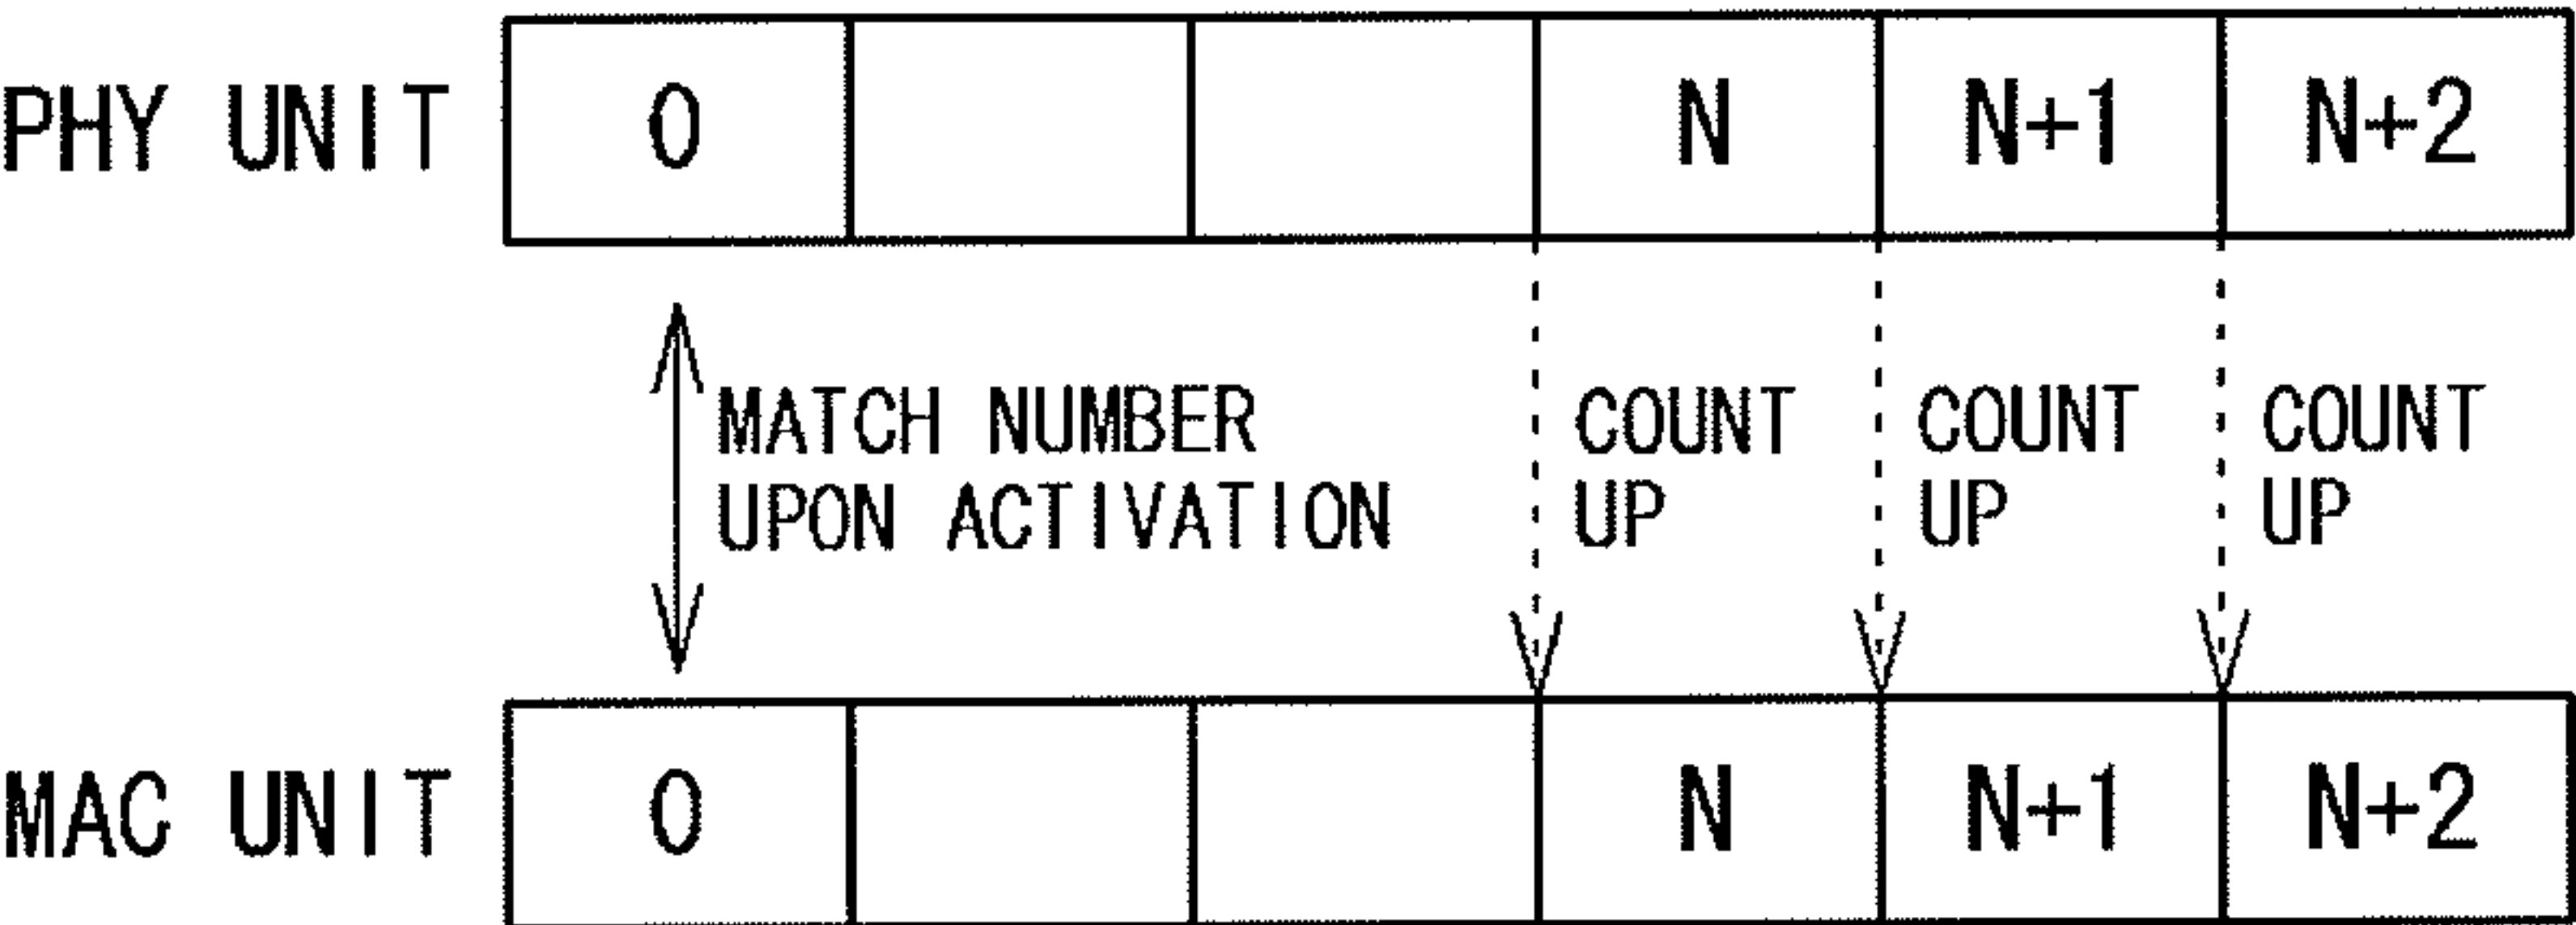 PHY UNIT 0 N N+1 N+2
MATCH NUMBER COUNT COUNT COUNT
UPON ACTIVATION UP UP UP
MAC UNIT 0 N N+1 N+2